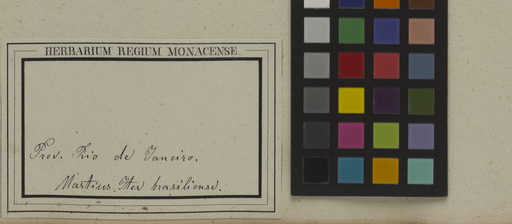 HERBARIUM REGIUM MONACENSE.
Prov. Rio de Janeiro.
Martius Iter brasiliense.